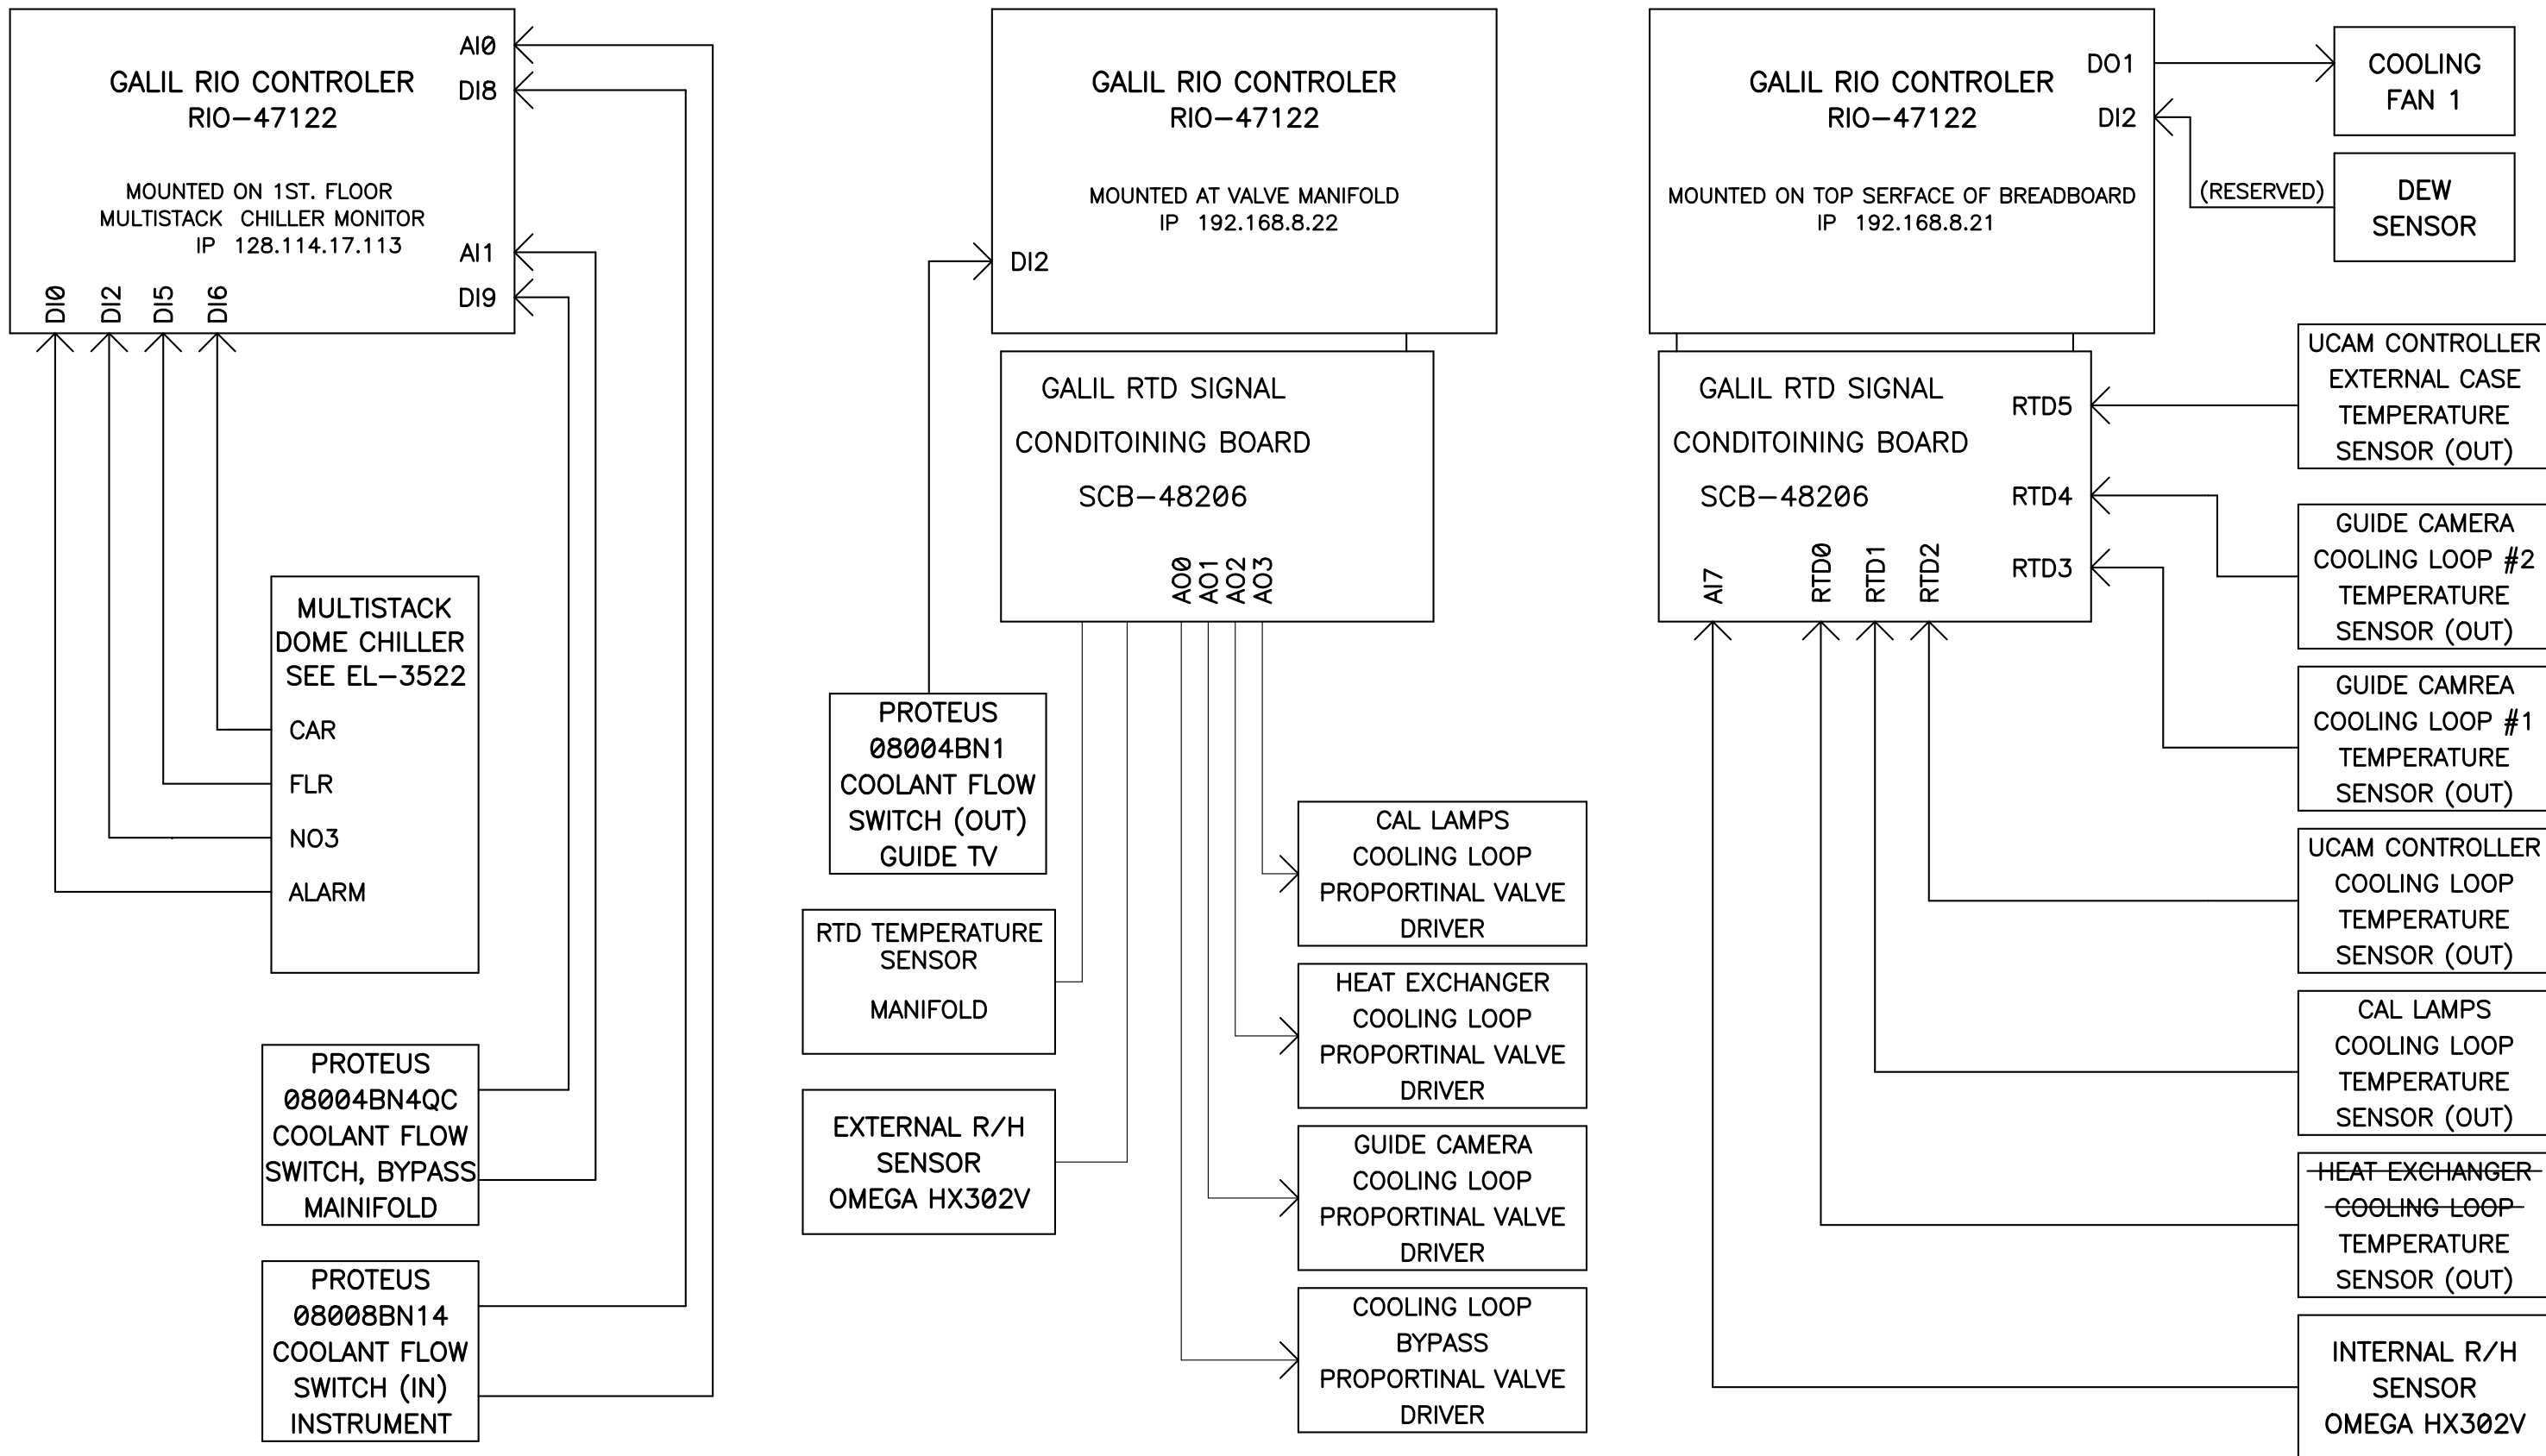 AI0
GALIL RIO CONTROLER
DI8
RIO-47122
MOUNTED ON 1ST. FLOOR
MULTISTACK CHILLER MONITOR
IP 128.114.17.113
AI1
DI9
DI0
DI2
DI5
DI6
MULTISTACK
DOME CHILLER
SEE EL-3522
CAR
FLR
NO3
ALARM
PROTEUS
08004BN4QC
COOLANT FLOW
SWITCH, BYPASS
MAINIFOLD
PROTEUS
08008BN14
COOLANT FLOW
SWITCH (IN)
INSTRUMENT
GALIL RIO CONTROLER
RIO-47122
MOUNTED AT VALVE MANIFOLD
IP 192.168.8.22
DI2
GALIL RTD SIGNAL
CONDITOINING BOARD
SCB-48206
AO0
AO1
AO2
AO3
PROTEUS
08004BN1
COOLANT FLOW
SWITCH (OUT)
GUIDE TV
RTD TEMPERATURE
SENSOR
MANIFOLD
EXTERNAL R/H
SENSOR
OMEGA HX302V
CAL LAMPS
COOLING LOOP
PROPORTINAL VALVE
DRIVER
HEAT EXCHANGER
COOLING LOOP
PROPORTINAL VALVE
DRIVER
GUIDE CAMERA
COOLING LOOP
PROPORTINAL VALVE
DRIVER
COOLING LOOP
BYPASS
PROPORTINAL VALVE
DRIVER
GALIL RIO CONTROLER
RIO-47122
DO1
DI2
MOUNTED ON TOP SERFACE OF BREADBOARD
IP 192.168.8.21
COOLING
FAN 1
(RESERVED)
DEW
SENSOR
GALIL RTD SIGNAL
CONDITOINING BOARD
SCB-48206
RTD5
RTD4
RTD3
AI7
RTD0
RTD1
RTD2
UCAM CONTROLLER
EXTERNAL CASE
TEMPERATURE
SENSOR (OUT)
GUIDE CAMERA
COOLING LOOP #2
TEMPERATURE
SENSOR (OUT)
GUIDE CAMREA
COOLING LOOP #1
TEMPERATURE
SENSOR (OUT)
UCAM CONTROLLER
COOLING LOOP
TEMPERATURE
SENSOR (OUT)
CAL LAMPS
COOLING LOOP
TEMPERATURE
SENSOR (OUT)
HEAT EXCHANGER
COOLING LOOP
TEMPERATURE
SENSOR (OUT)
INTERNAL R/H
SENSOR
OMEGA HX302V